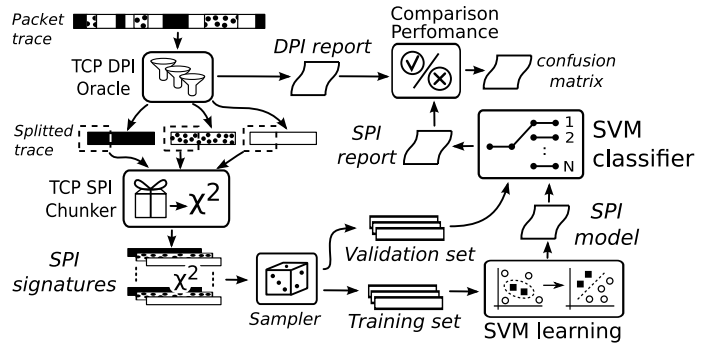 Packet
trace
TCP DPI
Oracle
DPI report
Comparison
Perfomance
confusion
matrix
Splitted
trace
SPI
report
1
2
:
N
SVM
classifier
TCP SPI
Chunker
χ2
SPI
signatures
χ2
Sampler
Validation set
Training set
SPI
model
SVM learning